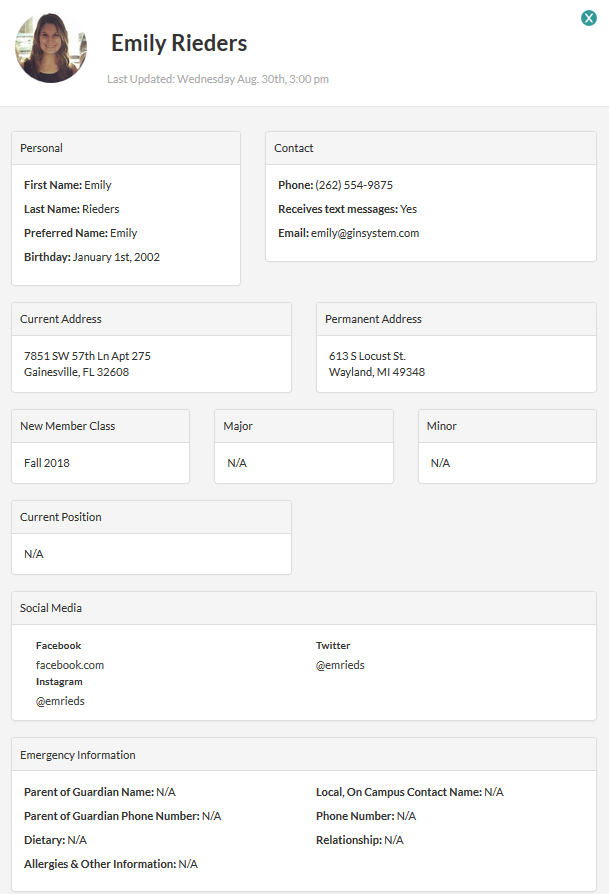 X
Emily Rieders
Last Updated: Wednesday Aug. 30th, 3:00 pm
Personal
First Name: Emily
Last Name: Rieders
Preferred Name: Emily
Birthday: January 1st, 2002
Contact
Phone: (262) 554-9875
Receives text messages: Yes
Email: emily@ginsystem.com
Current Address
7851 SW 57th Ln Apt 275
Gainesville, FL 32608
Permanent Address
613 S Locust St.
Wayland, MI 49348
New Member Class
Fall 2018
Major
N/A
Minor
N/A
Current Position
N/A
Social Media
Facebook
facebook.com
Instagram
@emrieds
Twitter
@emrieds
Emergency Information
Parent of Guardian Name: N/A
Parent of Guardian Phone Number: N/A
Dietary: N/A
Allergies & Other Information: N/A
Local, On Campus Contact Name: N/A
Phone Number: N/A
Relationship: N/A